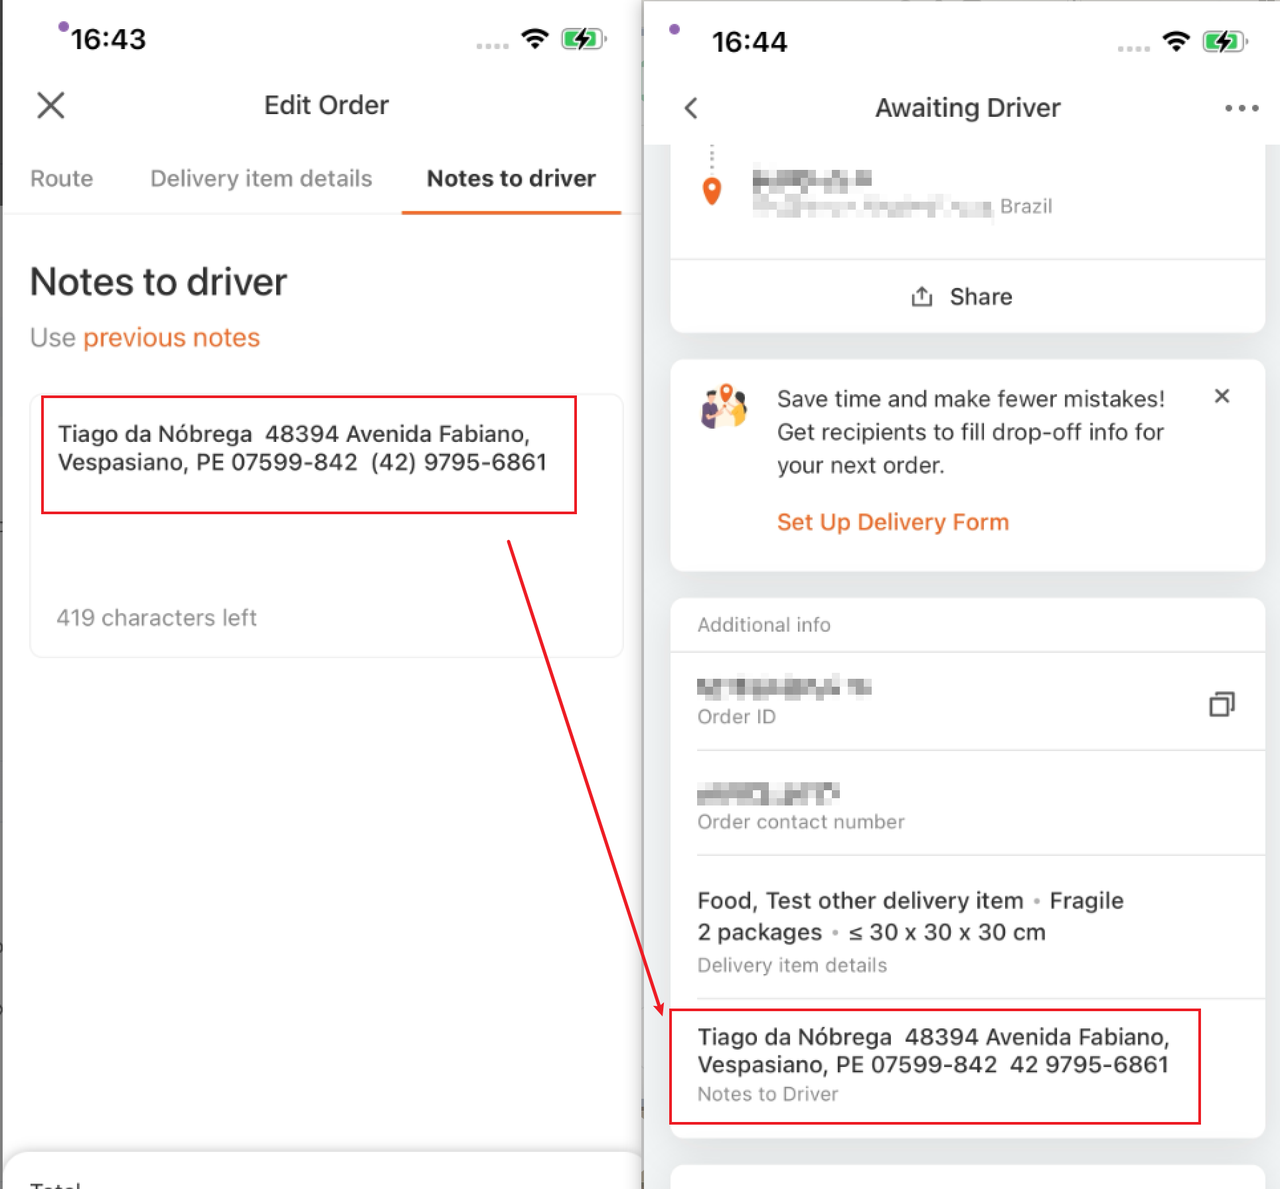 16:43
Edit Order
Route Delivery item details Notes to driver
Notes to driver
Use previous notes
Tiago da Nóbrega  48394 Avenida Fabiano,
Vespasiano, PE 07599-842  (42) 9795-6861
419 characters left
16:44
Awaiting Driver
Brazil
Share
Save time and make fewer mistakes!
Get recipients to fill drop-off info for
your next order.
Set Up Delivery Form
Additional info
Order ID
Order contact number
Food, Test other delivery item • Fragile
2 packages • ≤ 30 x 30 x 30 cm
Delivery item details
Tiago da Nóbrega  48394 Avenida Fabiano,
Vespasiano, PE 07599-842  42 9795-6861
Notes to Driver